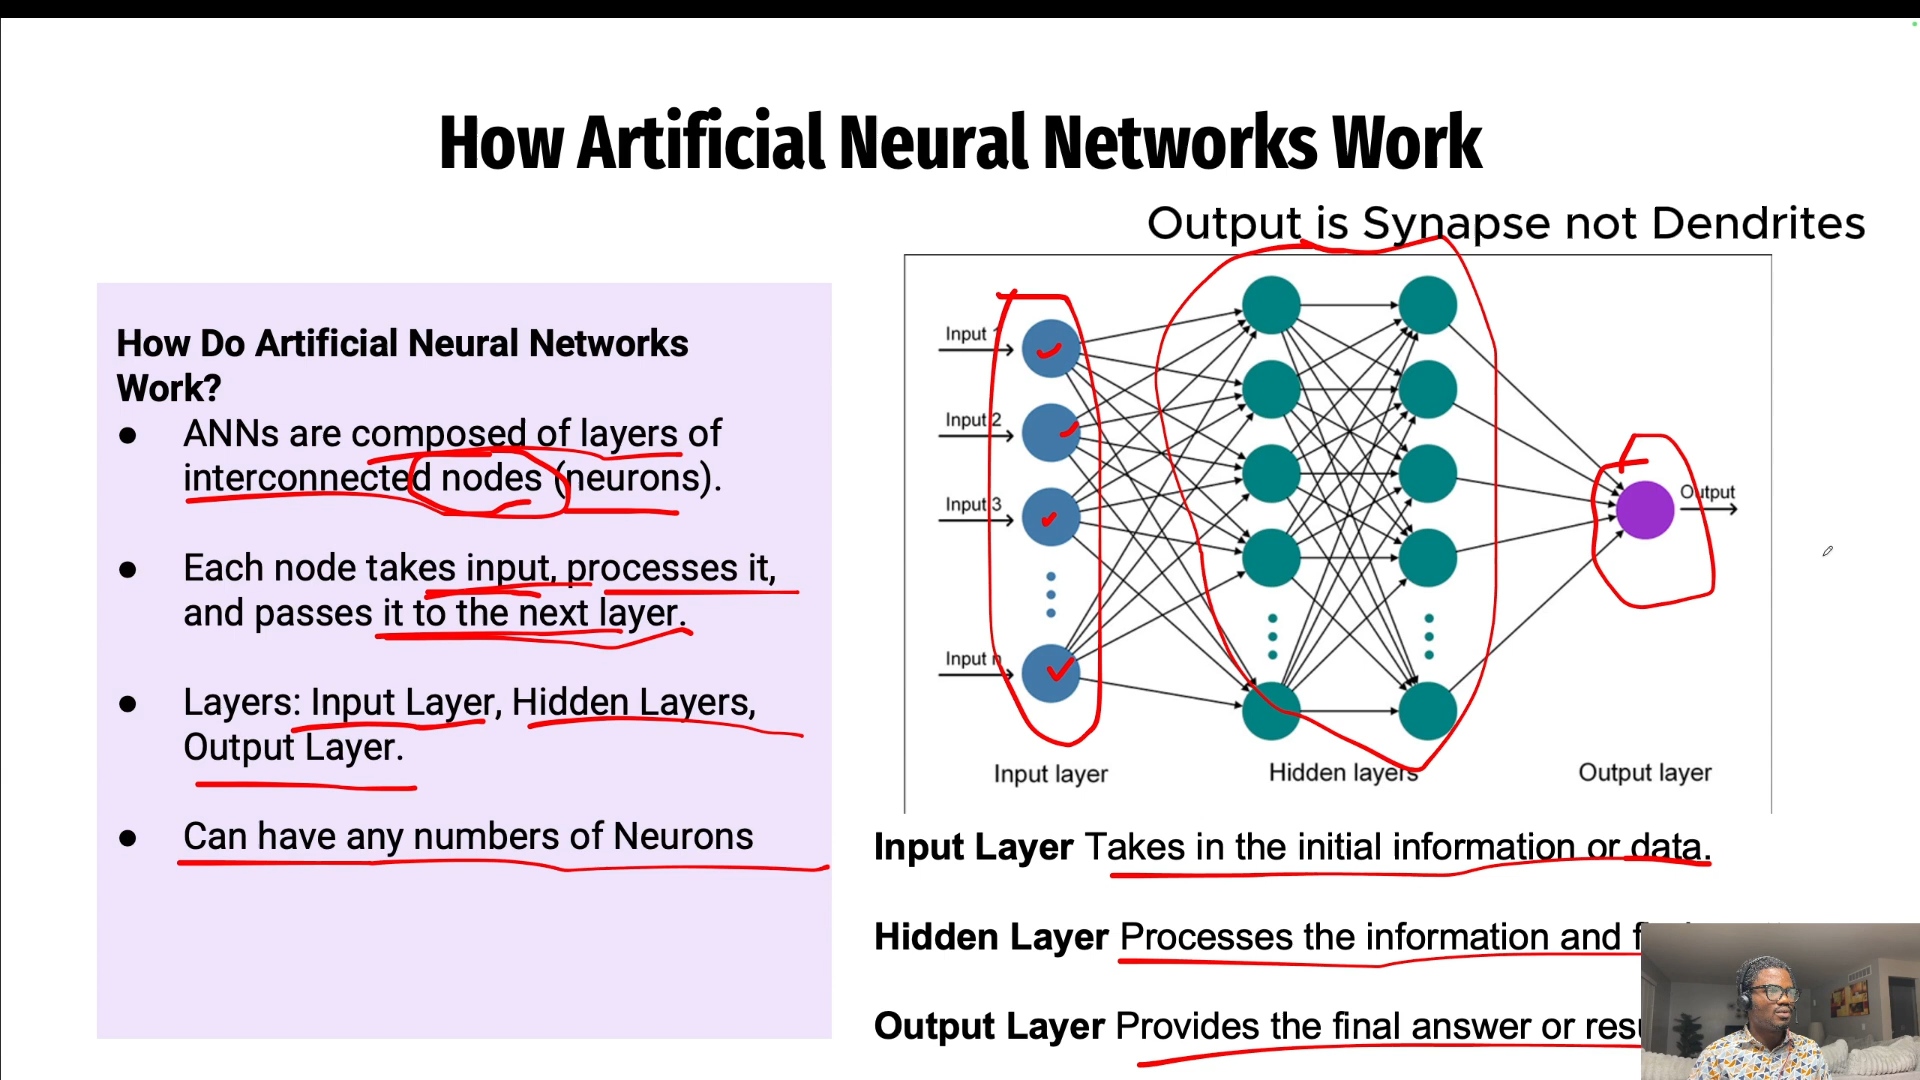 How Artificial Neural Networks Work
Output is Synapse not Dendrites
How Do Artificial Neural Networks
Work?
● ANNs are composed of layers of
interconnected nodes (neurons).
● Each node takes input, processes it,
and passes it to the next layer.
● Layers: Input Layer, Hidden Layers,
Output Layer.
● Can have any numbers of Neurons
Input 1
Input 2
Input 3
Input n
Output
Input layer
Hidden layers
Output layer
Input Layer Takes in the initial information or data.
Hidden Layer Processes the information and
Output Layer Provides the final answer or